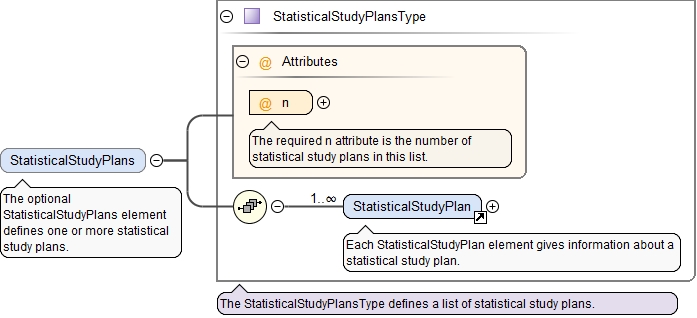 StatisticalStudyPlansType
@ Attributes
@ n
The required n attribute is the number of
statistical study plans in this list.
StatisticalStudyPlans
The optional
StatisticalStudyPlans element
defines one or more statistical
study plans.
1..∞
StatisticalStudyPlan
Each StatisticalStudyPlan element gives information about a
statistical study plan.
The StatisticalStudyPlansType defines a list of statistical study plans.